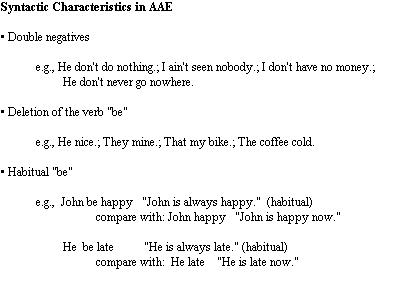 Syntactic Characteristics in AAE
• Double negatives
e.g., He don't do nothing.; I ain't seen nobody.; I don't have no money.;
He don't never go nowhere.
• Deletion of the verb "be"
e.g., He nice.; They mine.; That my bike.; The coffee cold.
• Habitual "be"
e.g., John be happy "John is always happy." (habitual)
compare with: John happy "John is happy now."
He be late "He is always late." (habitual)
compare with: He late "He is late now."